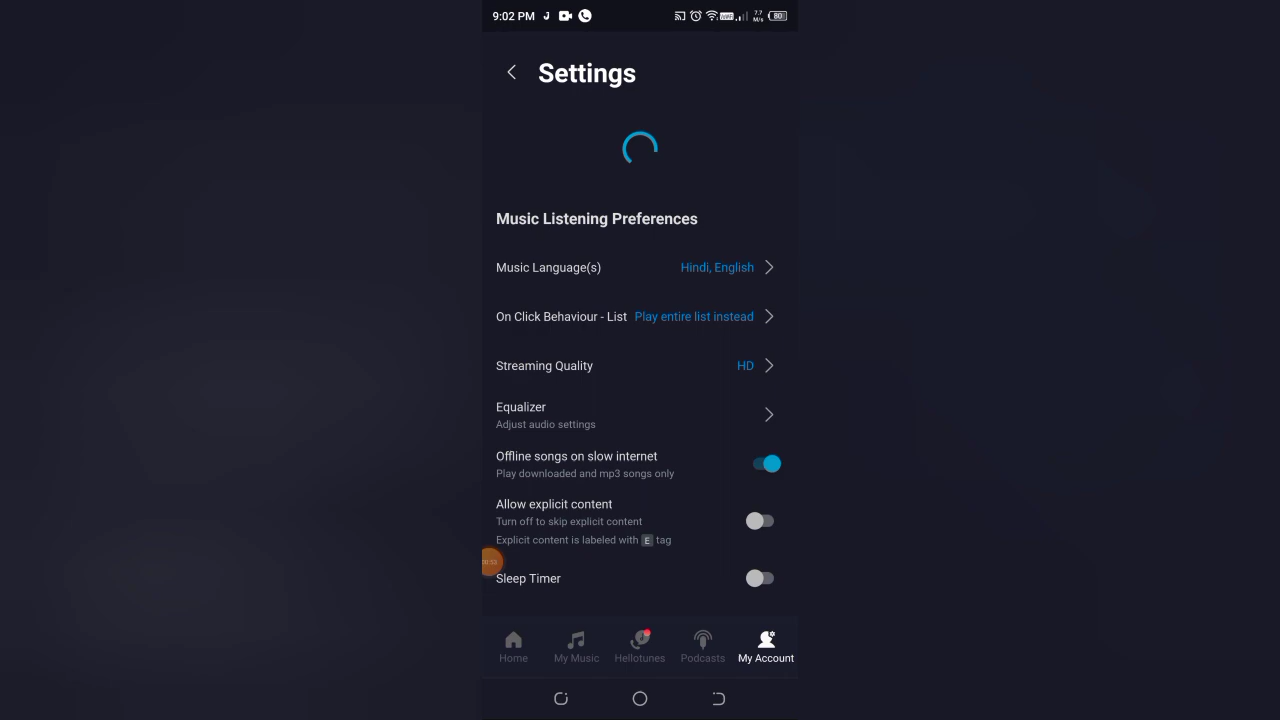 9:02 PM
7.7
M/s
80
Settings
Music Listening Preferences
Music Language(s) Hindi, English
On Click Behaviour - List Play entire list instead
Streaming Quality HD
Equalizer
Adjust audio settings
Offline songs on slow internet
Play downloaded and mp3 songs only
Allow explicit content
Turn off to skip explicit content
Explicit content is labeled with E tag
Sleep Timer
Home My Music Hellotunes Podcasts My Account